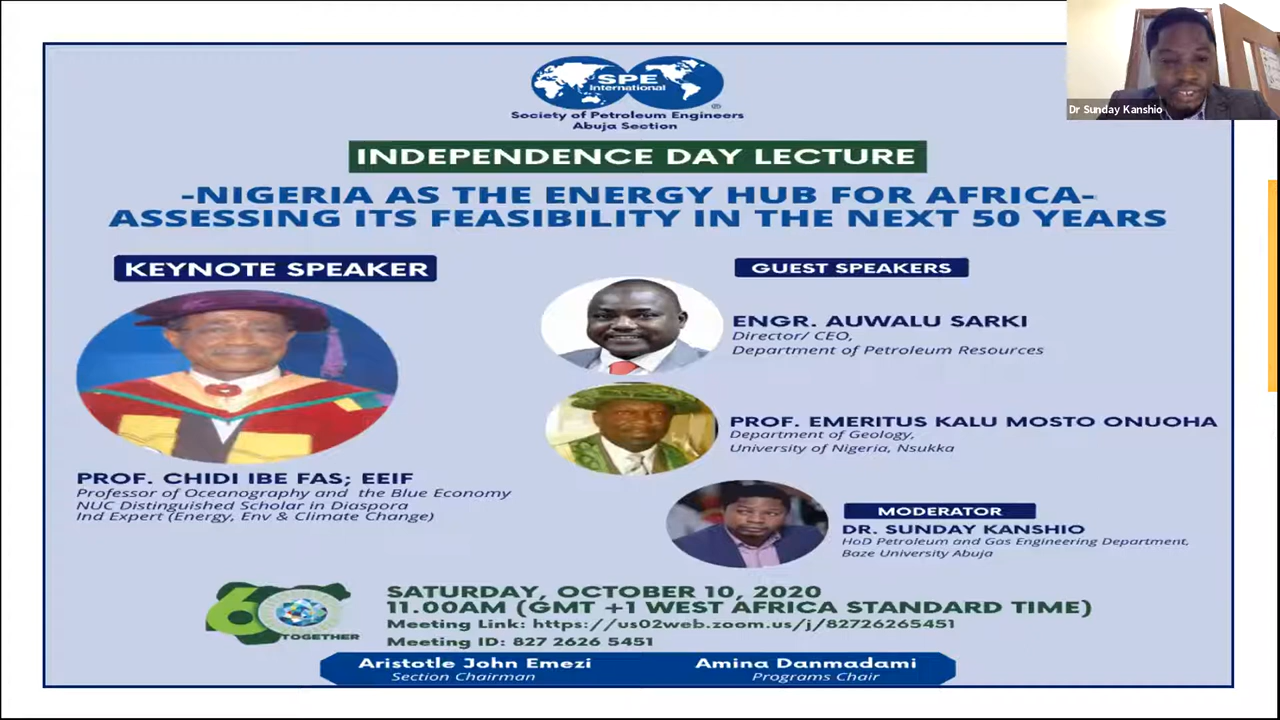 SPE
International
®
Society of Petroleum Engineers
Abuja Section
INDEPENDENCE DAY LECTURE
-NIGERIA AS THE ENERGY HUB FOR AFRICA-
ASSESSING ITS FEASIBILITY IN THE NEXT 50 YEARS
KEYNOTE SPEAKER
PROF. CHIDI IBE FAS; EEIF
Professor of Oceanography and the Blue Economy
NUC Distinguished Scholar in Diaspora
Ind Expert (Energy, Env & Climate Change)
GUEST SPEAKERS
ENGR. AUWALU SARKI
Director/ CEO,
Department of Petroleum Resources
PROF. EMERITUS KALU MOSTO ONUOHA
Department of Geology,
University of Nigeria, Nsukka
MODERATOR
DR. SUNDAY KANSHIO
HoD Petroleum and Gas Engineering Department,
Baze University Abuja
60
TOGETHER
SATURDAY, OCTOBER 10, 2020
11.00AM (GMT +1 WEST AFRICA STANDARD TIME)
Meeting Link: https://us02web.zoom.us/j/82726265451
Meeting ID: 827 2626 5451
Aristotle John Emezi
Section Chairman
Amina Danmadami
Programs Chair
Dr Sunday Kanshio